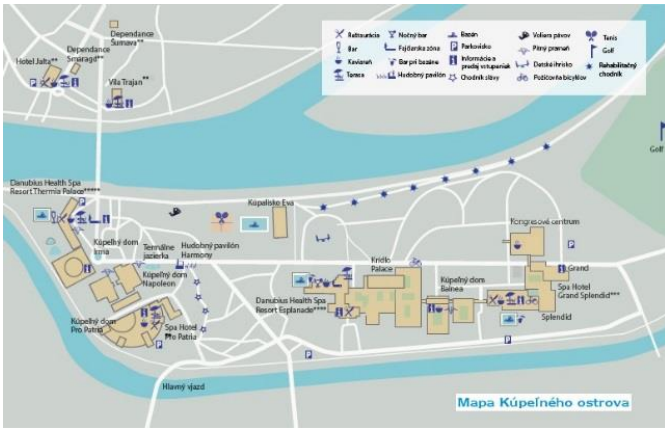 Dependance
Šumava**
Dependance
Smaragd**
Hotel Jalta**
Vila Trajan**
Reštaurácia
Bar
Kaviareň
Terasa
Nočný bar
Fajčiarska zóna
Bar pri bazéne
Hudobný pavilón
Chodník slávy
Bazén
Parkovisko
Informácie a
predaj vstupeniek
Voliera pávov
Pitný prameň
Detské ihrisko
Požičovňa bicyklov
Tenis
Golf
Rehabilitačný
chodník
Golf
Danubius Health Spa
Resort Thermia Palace*****
Kúpalisko Eva
Kongresové centrum
Kúpeľný dom
Irma
Termálne
jazierka
Hudobný pavilón
Harmony
Kúpeľný dom
Napoleon
Krídlo
Palace
Kúpeľný dom
Balnea
Grand
Spa Hotel
Grand Splendid***
Danubius Health Spa
Resort Esplanade****
Splendid
Kúpeľný dom
Pro Patria
Spa Hotel
Pro Patria
Hlavný vjazd
Mapa Kúpeľného ostrova